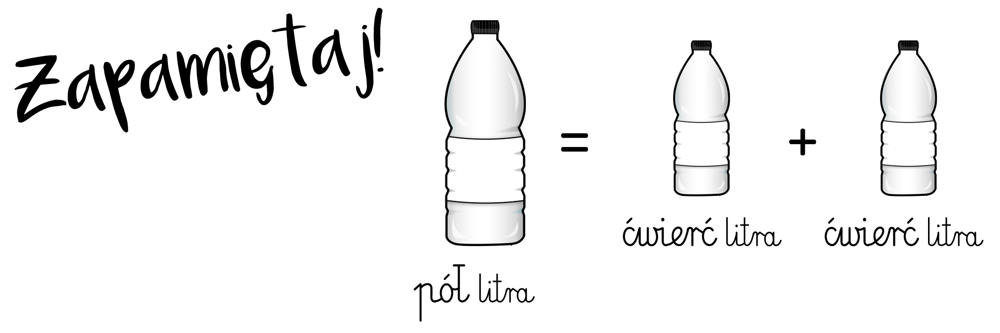 Zapamiętaj!
=
+
ćwierć litra
ćwierć litra
pół litra